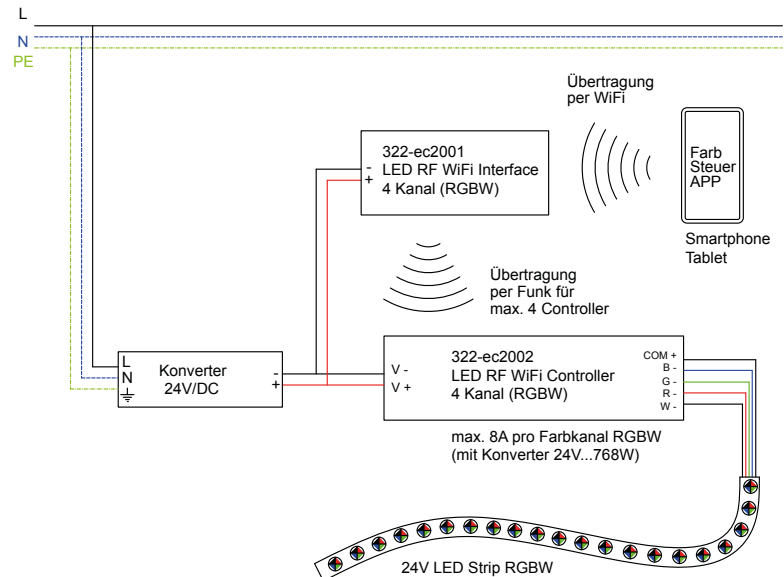 L
N
PE
Übertragung
per WiFi
322-ec2001
LED RF WiFi Interface
4 Kanal (RGBW)
-
+
Farb
Steuer
APP
Smartphone
Tablet
Übertragung
per Funk für
max. 4 Controller
L
N
Konverter
24V/DC
-
+
V -
V +
322-ec2002
LED RF WiFi Controller
4 Kanal (RGBW)
COM +
B -
G -
R -
W -
max. 8A pro Farbkanal RGBW
(mit Konverter 24V...768W)
24V LED Strip RGBW